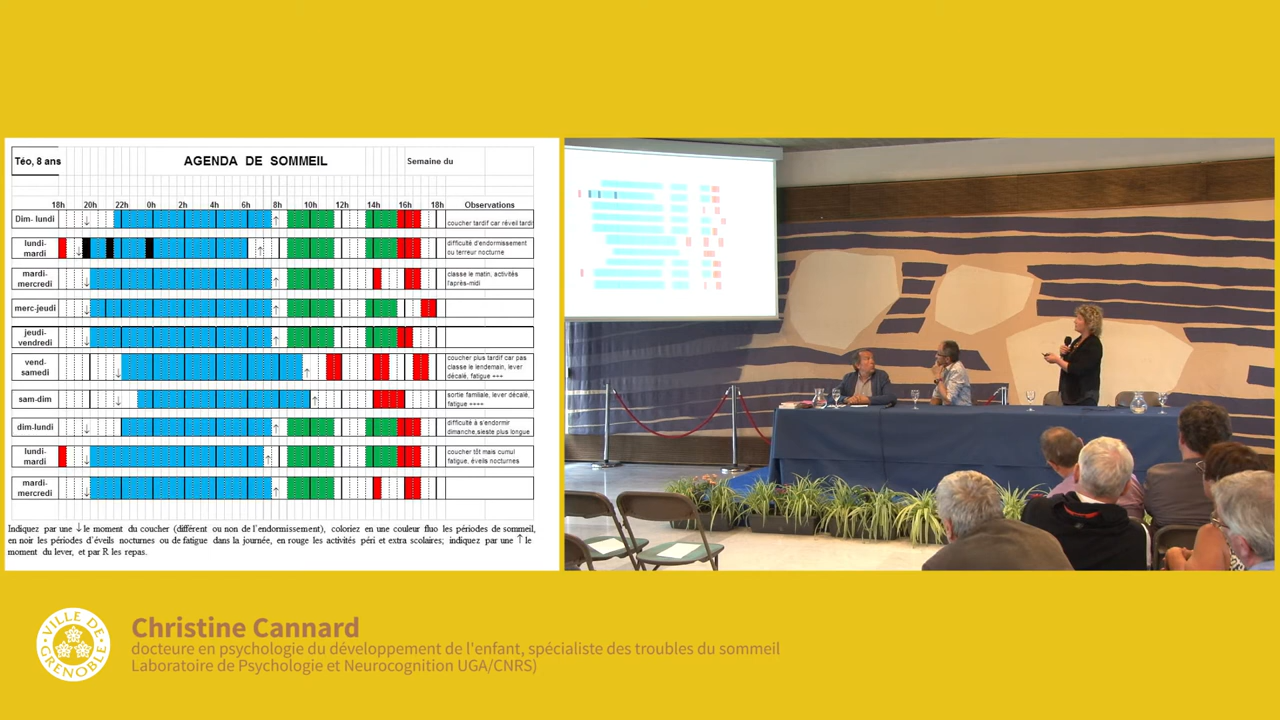 Téo, 8 ans
AGENDA DE SOMMEIL
Semaine du
18h 20h 22h 0h 2h 4h 6h 8h 10h 12h 14h 16h 18h Observations
Dim- lundi
coucher tardif car réveil tardi
lundi-
mardi
difficulté d'endormissement
ou terreur nocturne
mardi-
mercredi
classe le matin, activités
l'après-midi
merc-jeudi
jeudi-
vendredi
vend-
samedi
coucher plus tardif car pas
classe le lendemain, lever
décalé, fatigue +++
sam-dim
sortie familiale, lever décalé,
fatigue ++++
dim-lundi
difficulté à s'endormir
dimanche,sieste plus longue
lundi-
mardi
coucher tôt mais cumul
fatigue, éveils nocturnes
mardi-
mercredi
Indiquez par une ↓ le moment du coucher (différent ou non de l'endormissement), coloriez en une couleur fluo les périodes de sommeil,
en noir les périodes d'éveils nocturnes ou de fatigue dans la journée, en rouge les activités péri et extra scolaires; indiquez par une ↑ le
moment du lever, et par R les repas.
VILLE DE GRENOBLE
Christine Cannard
docteure en psychologie du développement de l'enfant, spécialiste des troubles du sommeil
Laboratoire de Psychologie et Neurocognition UGA/CNRS)